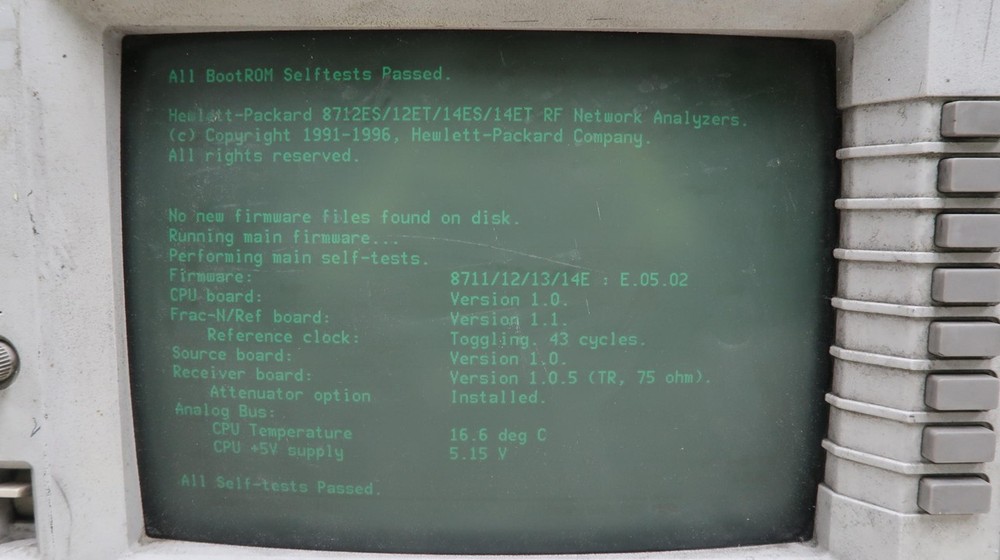 All BootROM Selftests Passed.
Hewlett-Packard 8712ES/12ET/14ES/14ET RF Network Analyzers.
(c) Copyright 1991-1996, Hewlett-Packard Company.
All rights reserved.
No new firmware files found on disk.
Running main firmware...
Performing main self-tests.
Firmware: 8711/12/13/14E : E.05.02
CPU board: Version 1.0.
Frac-N/Ref board: Version 1.1.
Reference clock: Toggling. 43 cycles.
Source board: Version 1.0.
Receiver board: Version 1.0.5 (TR, 75 ohm).
Attenuator option Installed.
Analog Bus:
CPU Temperature 16.6 deg C
CPU +5V supply 5.15 V
All Self-tests Passed.